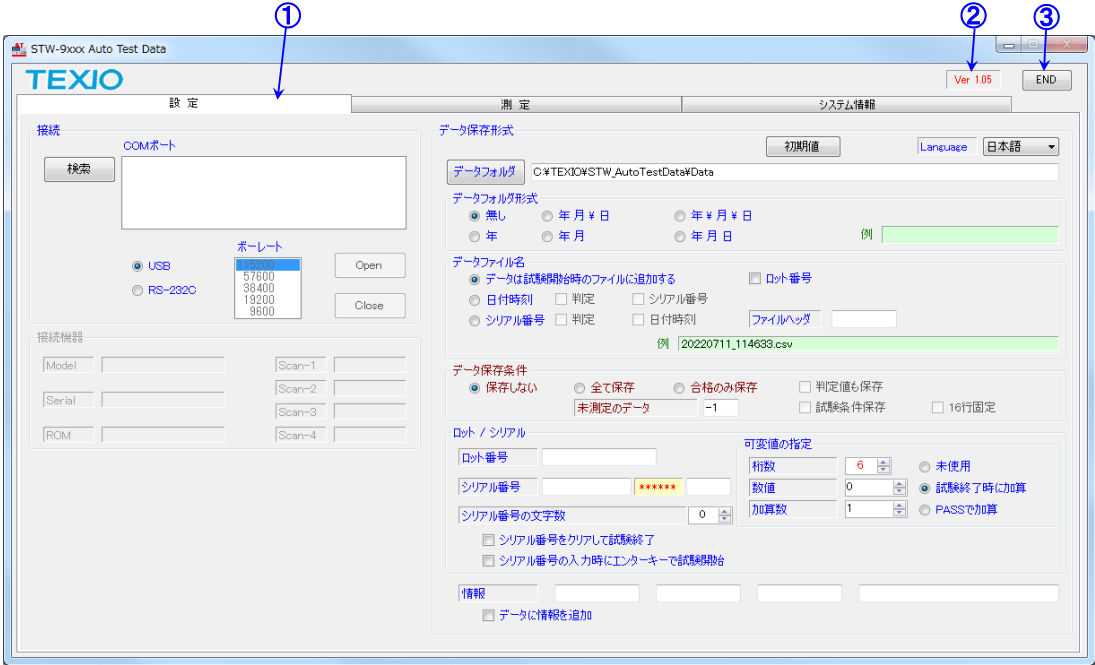 ① ② ③
STW-9xxx Auto Test Data
TEXIO
Ver 1.05 END
設 定 測 定 システム情報
接続
COMポート
検索
ボーレート
USB
RS-232C
115200
57600
38400
19200
9600
Open
Close
接続機器
Model
Serial
ROM
Scan-1
Scan-2
Scan-3
Scan-4
データ保存形式
初期値 Language 日本語
データフォルダ C:¥TEXIO¥STW_AutoTestData¥Data
データフォルダ形式
無し 年月¥日 年¥月¥日
年 年月 年月日 例
データファイル名
データは試験開始時のファイルに追加する ロット番号
日付時刻 判定 シリアル番号
シリアル番号 判定 日付時刻 ファイルヘッダ
例 20220711_114633.csv
データ保存条件
保存しない 全て保存 合格のみ保存 判定値も保存
未測定のデータ -1 試験条件保存 16行固定
ロット / シリアル
ロット番号
シリアル番号 ******
シリアル番号の文字数 0
シリアル番号をクリアして試験終了
シリアル番号の入力時にエンターキーで試験開始
可変値の指定
桁数 6 未使用
数値 0 試験終了時に加算
加算数 1 PASSで加算
情報
データに情報を追加